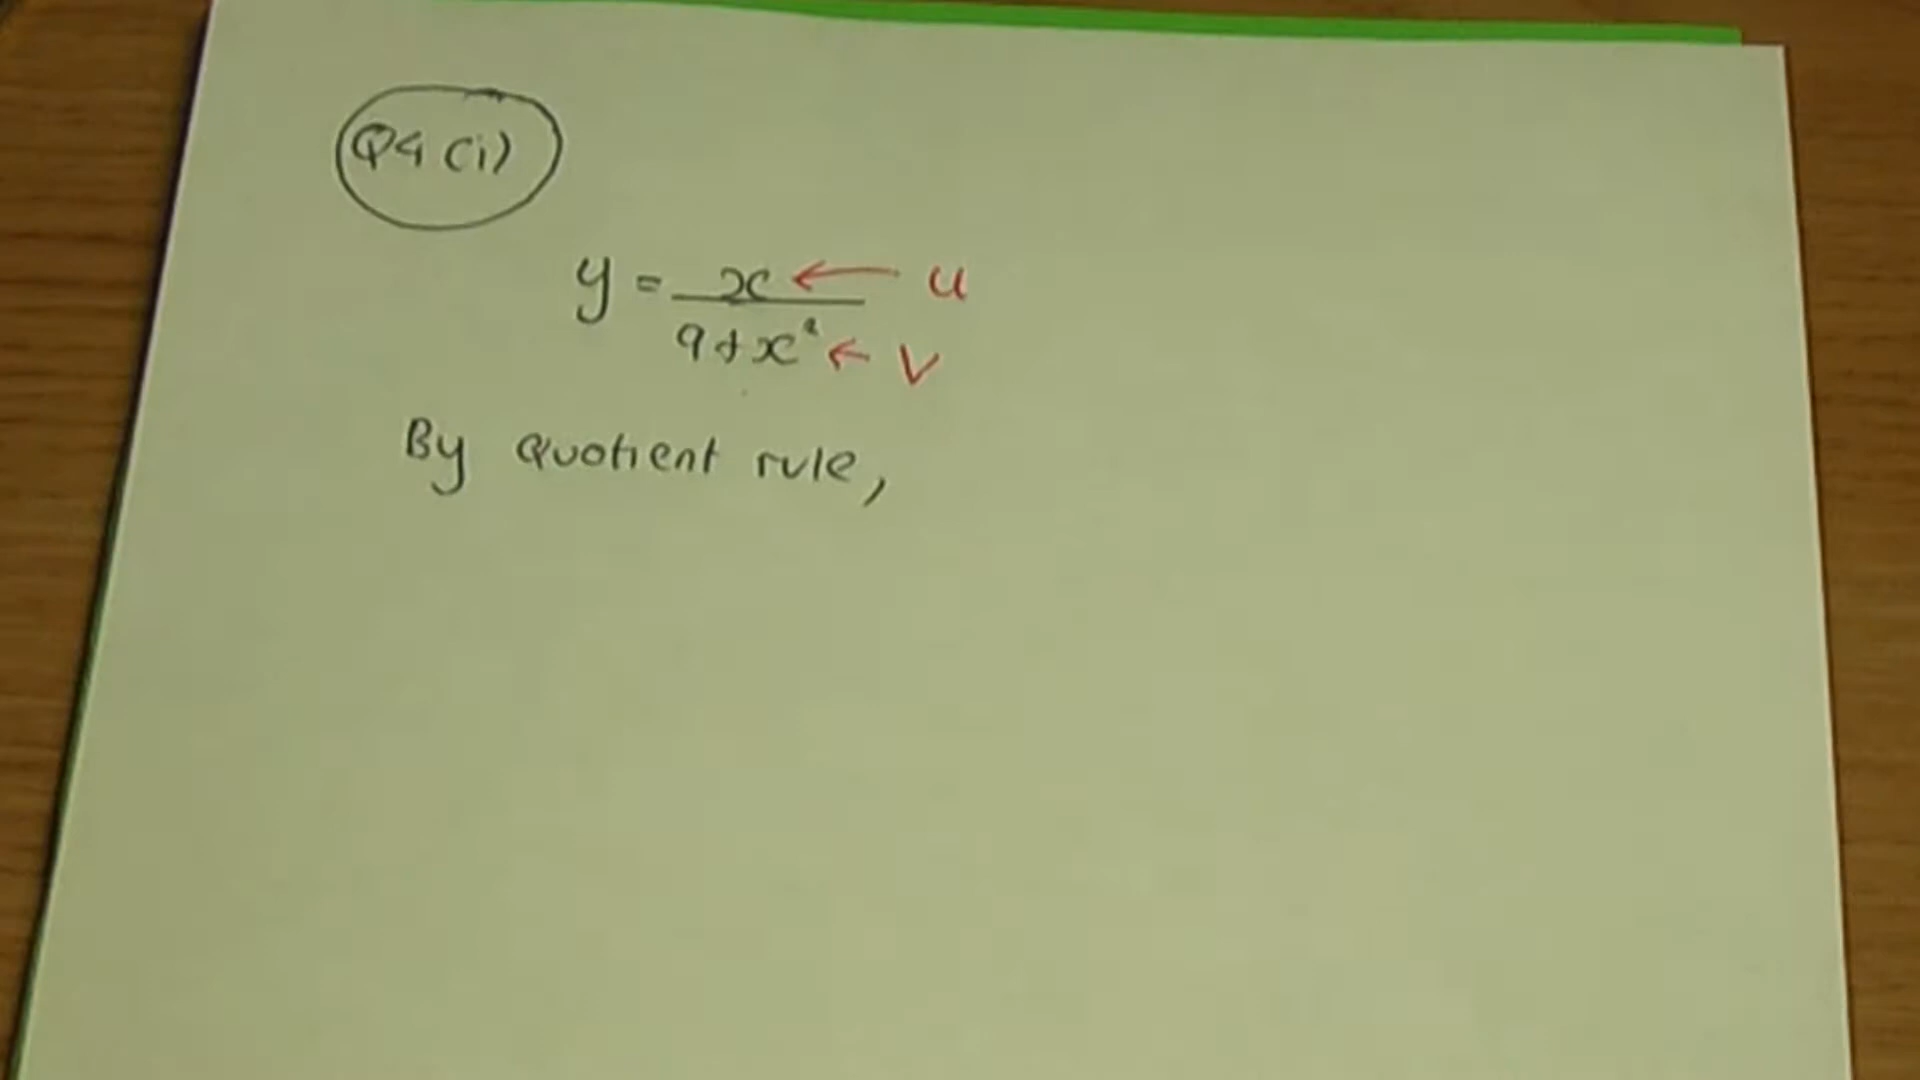 Q4 (i)
y = x ← u
9+x² ← v
By Quotient rule,